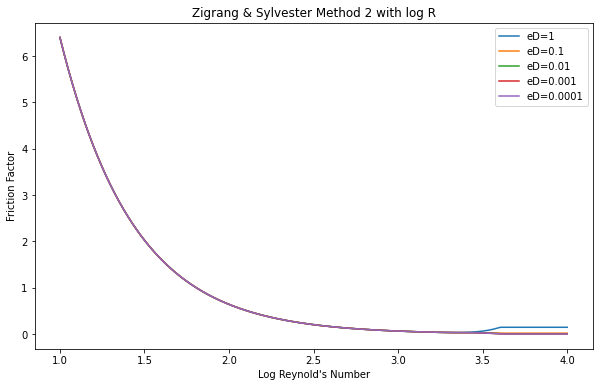 Zigrang & Sylvester Method 2 with log R
eD=1
eD=0.1
eD=0.01
eD=0.001
eD=0.0001
Friction Factor
6
5
4
3
2
1
0
1.0 1.5 2.0 2.5 3.0 3.5 4.0
Log Reynold's Number